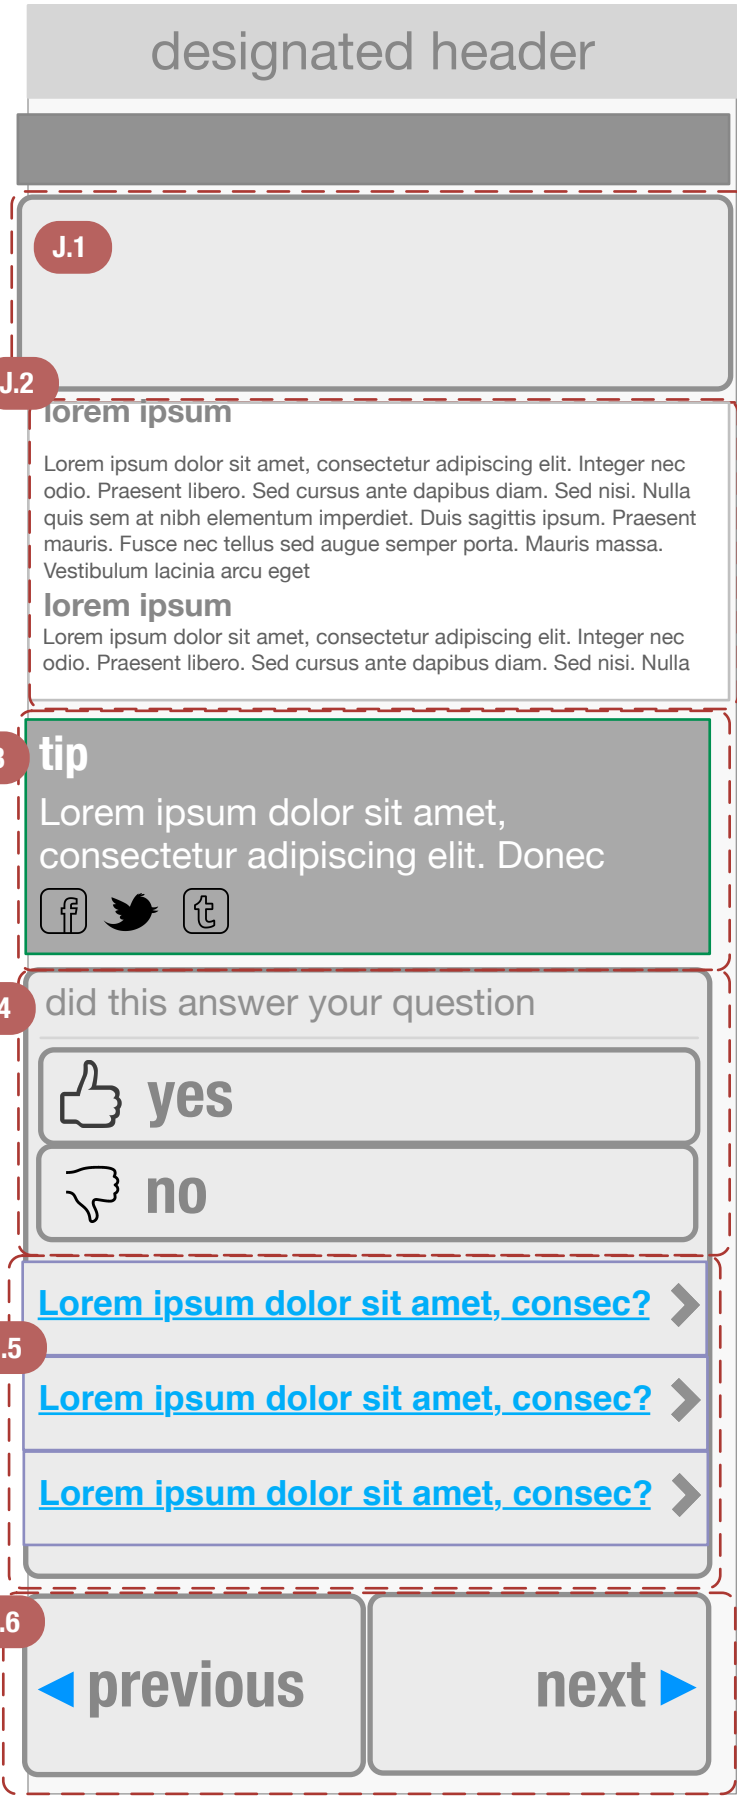 designated header
J.1
J.2
lorem ipsum
Lorem ipsum dolor sit amet, consectetur adipiscing elit. Integer nec
odio. Praesent libero. Sed cursus ante dapibus diam. Sed nisi. Nulla
quis sem at nibh elementum imperdiet. Duis sagittis ipsum. Praesent
mauris. Fusce nec tellus sed augue semper porta. Mauris massa.
Vestibulum lacinia arcu eget
lorem ipsum
Lorem ipsum dolor sit amet, consectetur adipiscing elit. Integer nec
odio. Praesent libero. Sed cursus ante dapibus diam. Sed nisi. Nulla
3
tip
Lorem ipsum dolor sit amet,
consectetur adipiscing elit. Donec
f t
4
did this answer your question
yes
no
Lorem ipsum dolor sit amet, consec?
.5
Lorem ipsum dolor sit amet, consec?
Lorem ipsum dolor sit amet, consec?
.6
previous
next